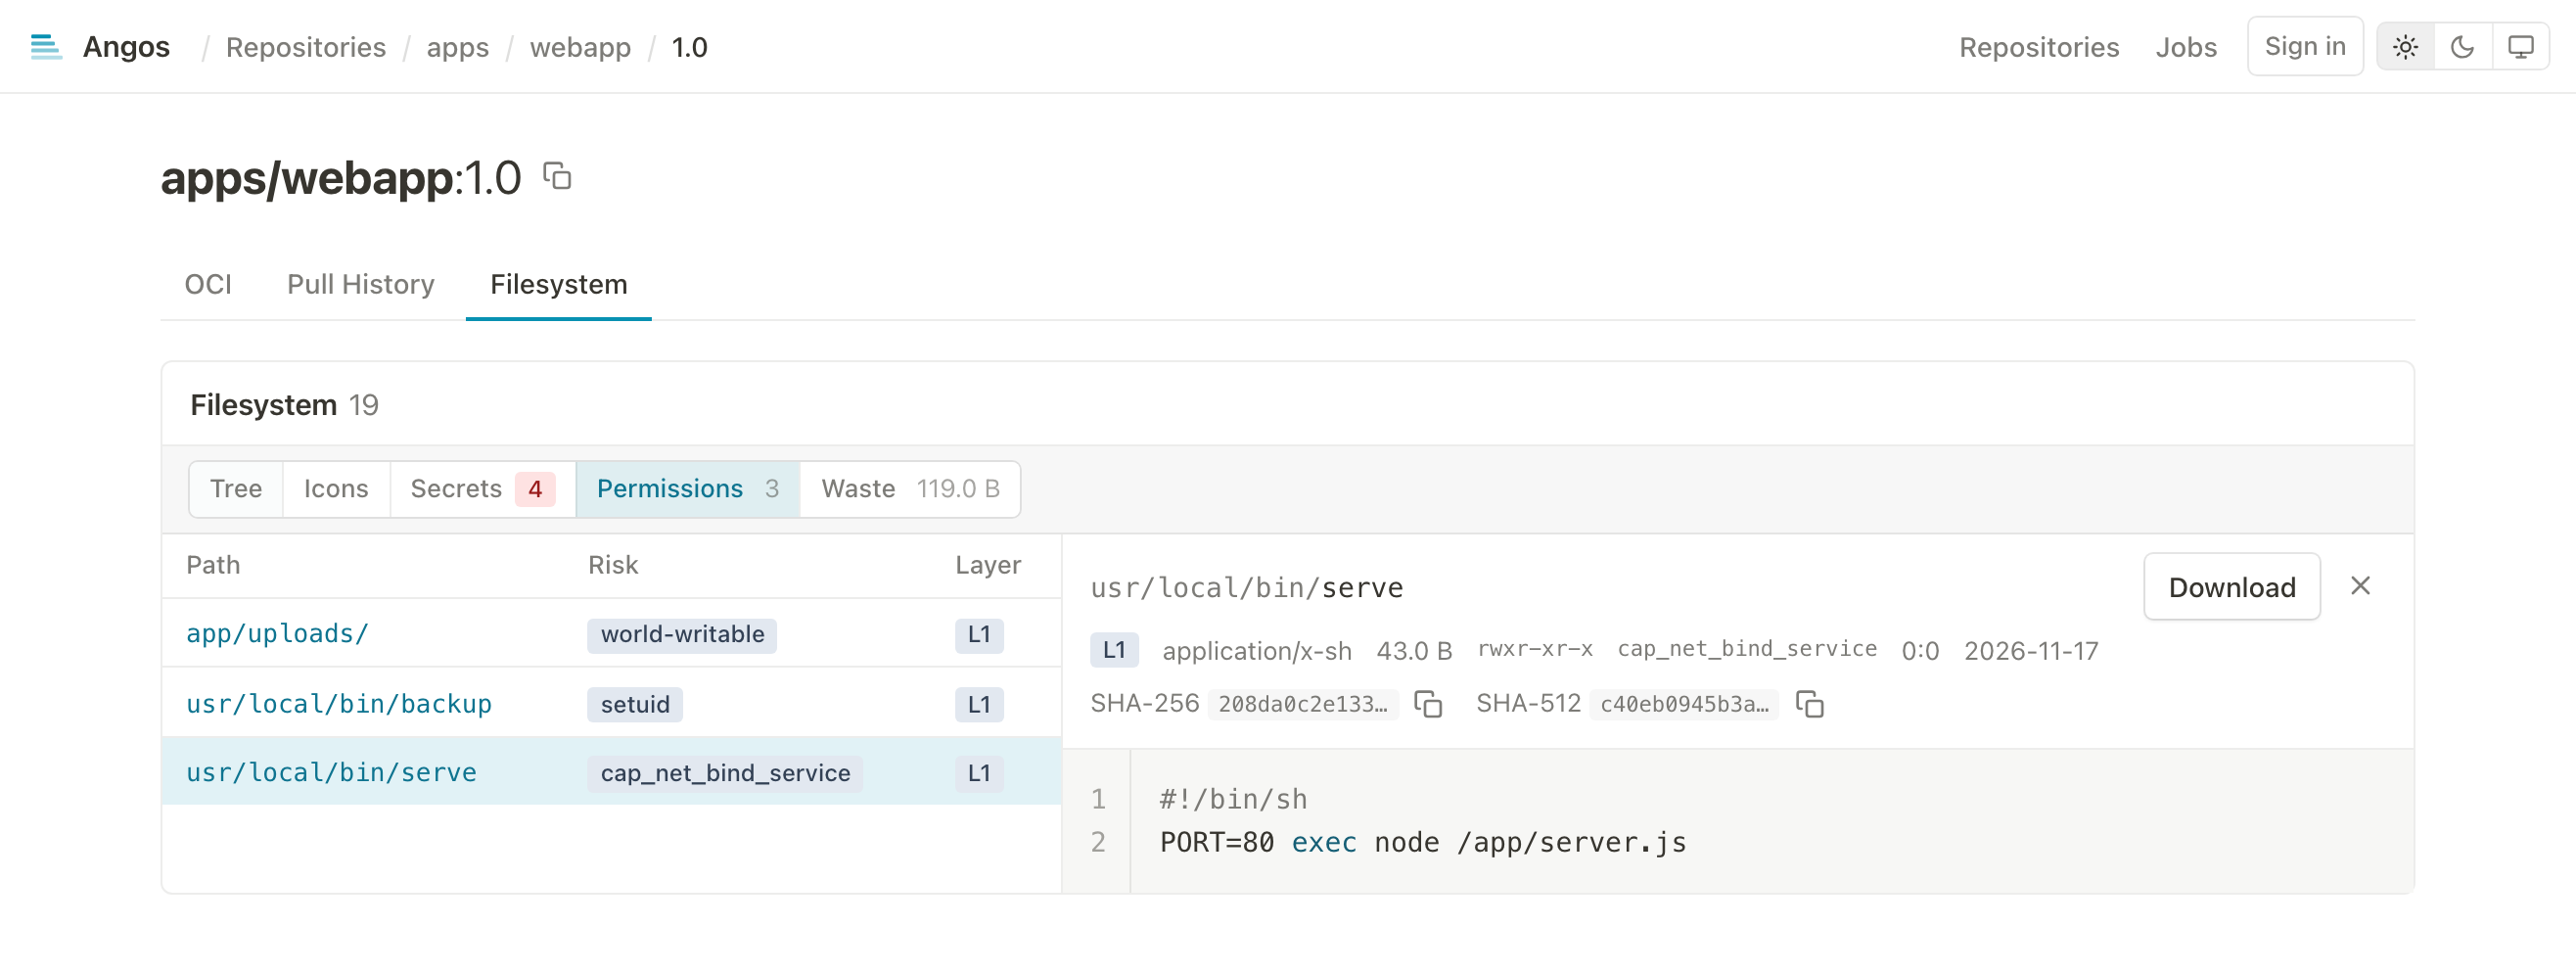 Angos / Repositories / apps / webapp / 1.0 Repositories Jobs Sign in
apps/webapp:1.0
OCI Pull History Filesystem
Filesystem 19
Tree Icons Secrets 4 Permissions 3 Waste 119.0 B
Path Risk Layer
app/uploads/ world-writable L1
usr/local/bin/backup setuid L1
usr/local/bin/serve cap_net_bind_service L1
usr/local/bin/serve Download
L1 application/x-sh 43.0 B rwxr-xr-x cap_net_bind_service 0:0 2026-11-17
SHA-256 208da0c2e133… SHA-512 c40eb0945b3a…
1 #!/bin/sh
2 PORT=80 exec node /app/server.js